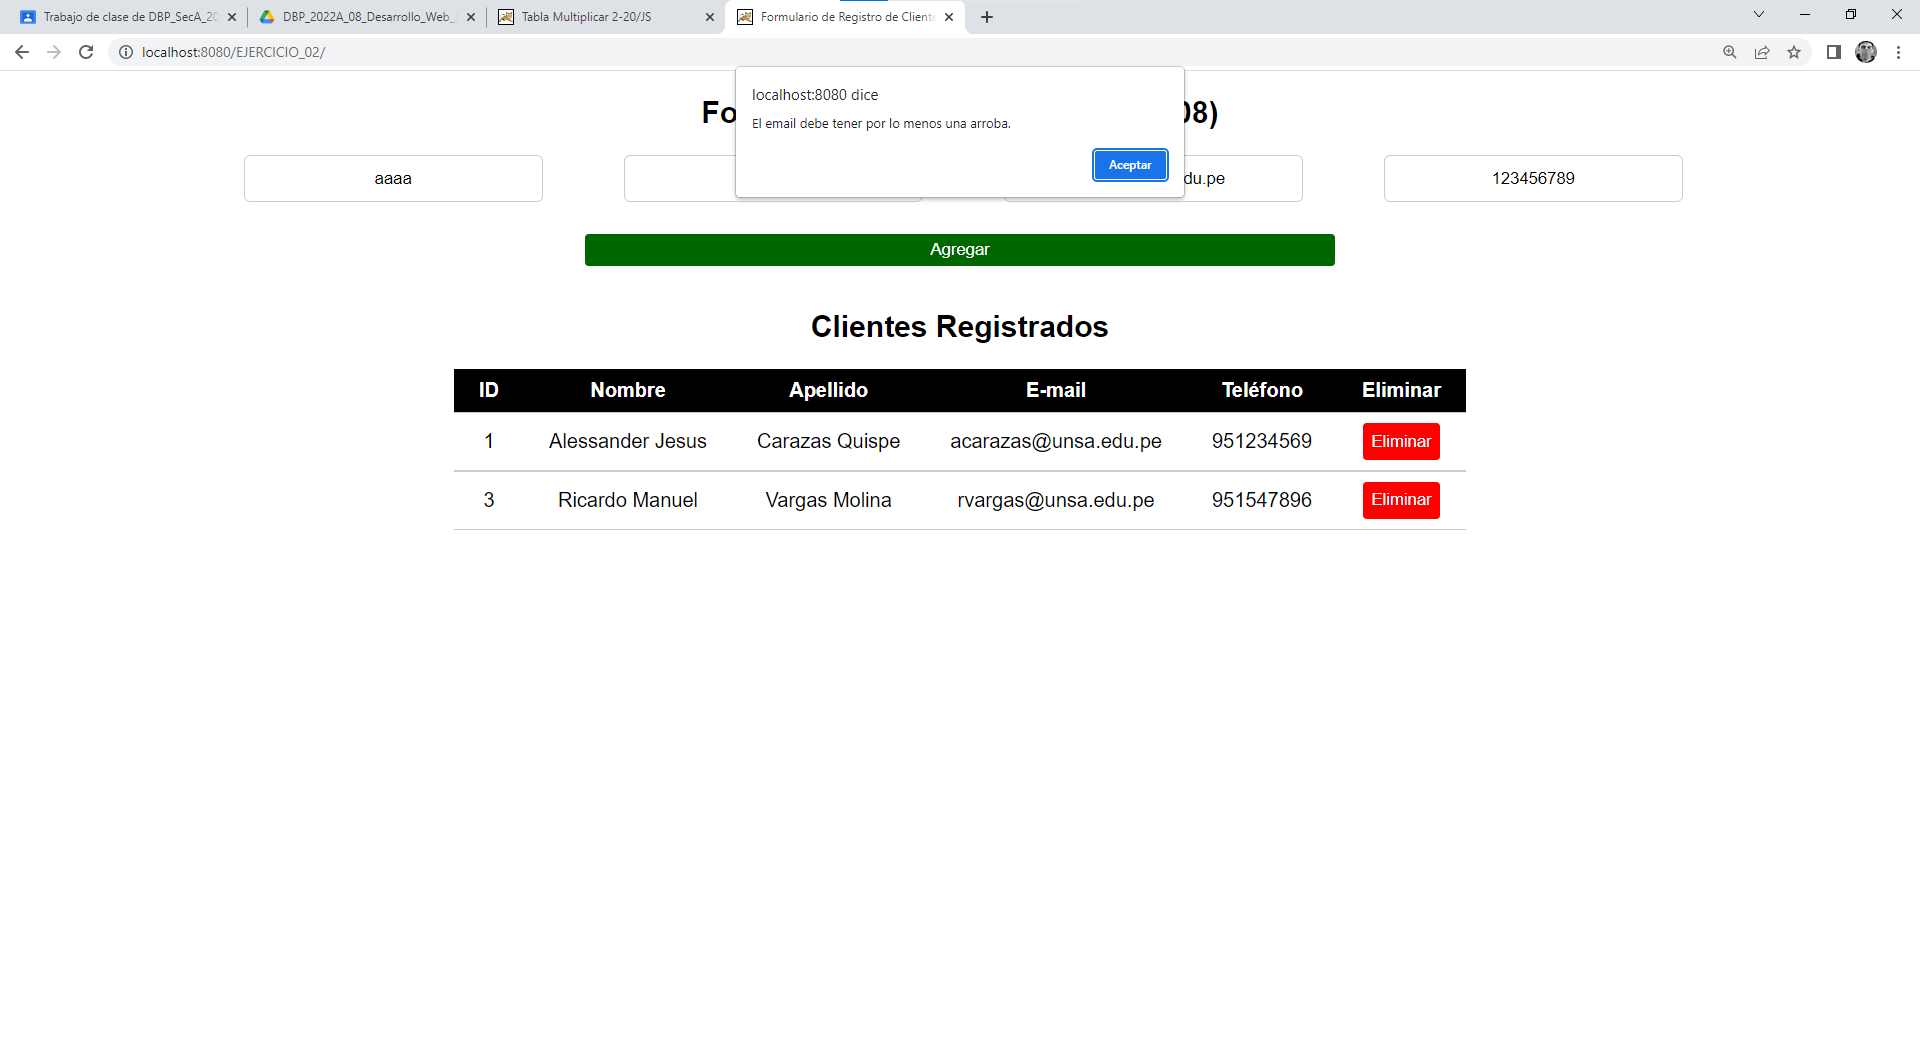 Trabajo de clase de DBP_SecA_20
DBP_2022A_08_Desarrollo_Web_
Tabla Multiplicar 2-20/JS
Formulario de Registro de Cliente
localhost:8080/EJERCICIO_02/
localhost:8080 dice
El email debe tener por lo menos una arroba.
Aceptar
Fo 08)
aaaa
du.pe
123456789
Agregar
Clientes Registrados
ID Nombre Apellido E-mail Teléfono Eliminar
1 Alessander Jesus Carazas Quispe acarazas@unsa.edu.pe 951234569 Eliminar
3 Ricardo Manuel Vargas Molina rvargas@unsa.edu.pe 951547896 Eliminar